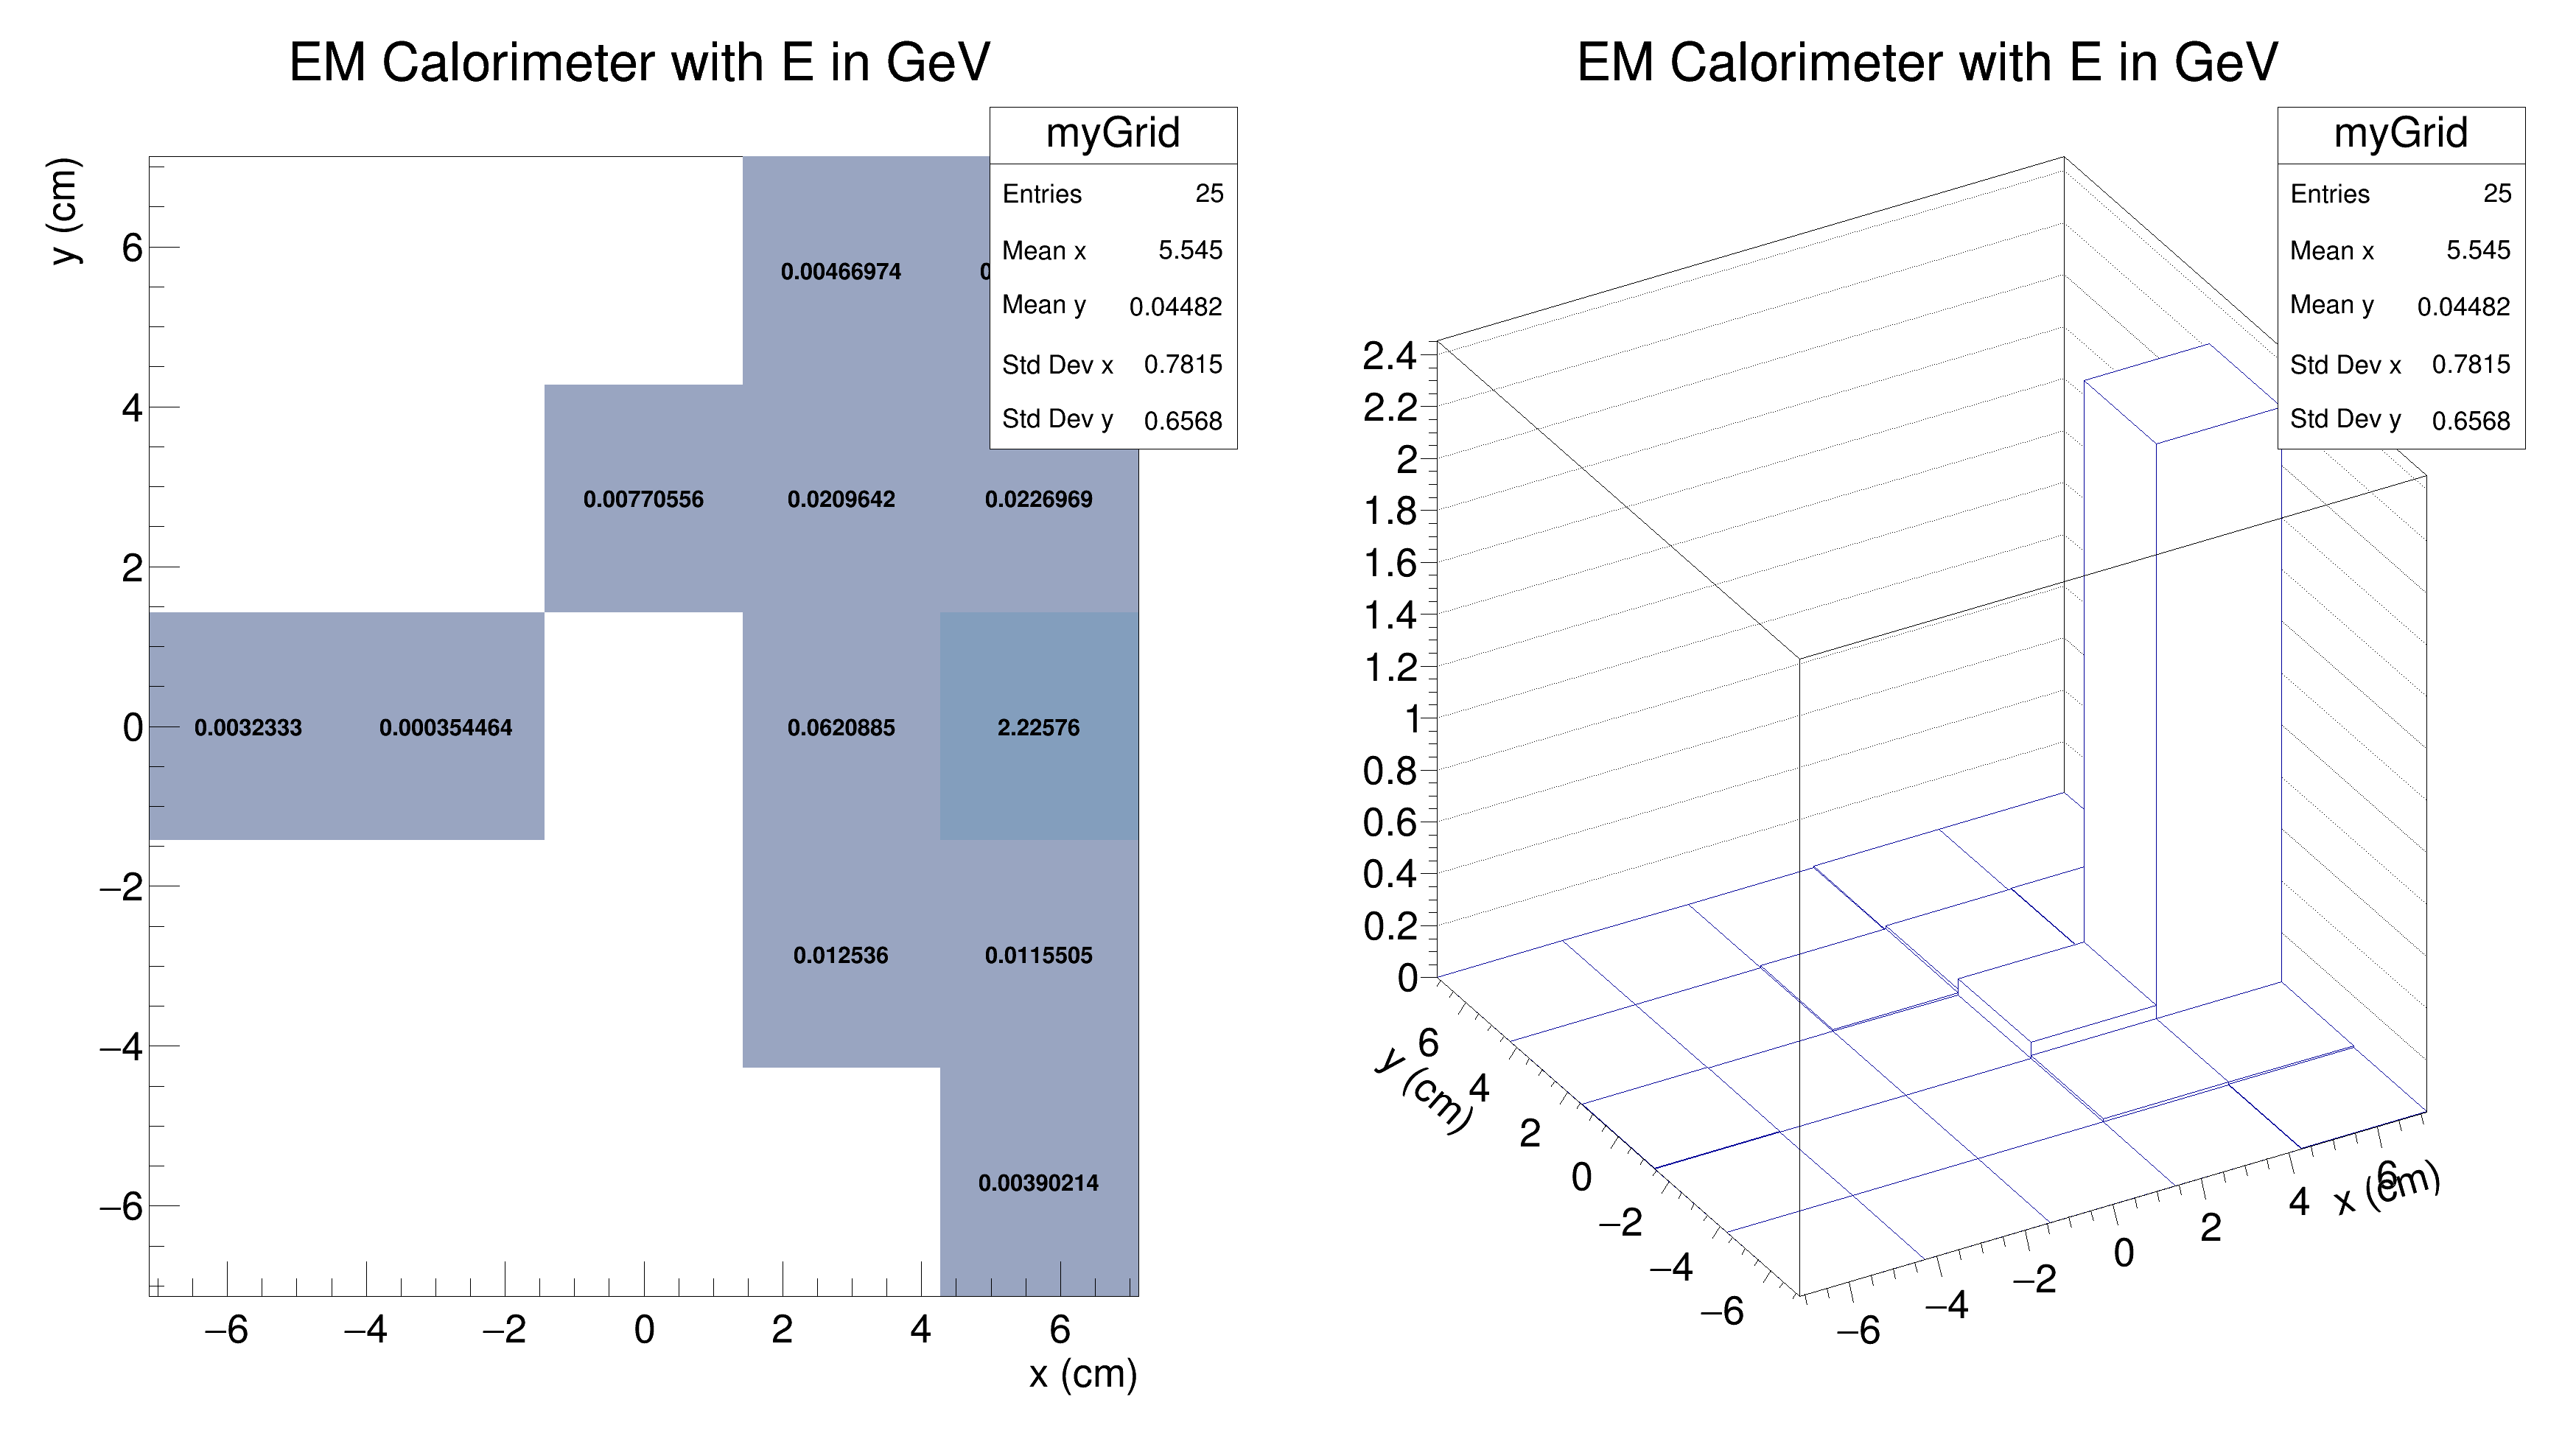 EM Calorimeter with E in GeV
myGrid
Entries 25
Mean x 5.545
Mean y 0.04482
Std Dev x 0.7815
Std Dev y 0.6568
y (cm)
6
4
2
0
−2
−4
−6
0.00466974
0.00770556 0.0209642 0.0226969
0.0032333 0.000354464 0.0620885 2.22576
0.012536 0.0115505
0.00390214
−6 −4 −2 0 2 4 6
x (cm)
EM Calorimeter with E in GeV
myGrid
Entries 25
Mean x 5.545
Mean y 0.04482
Std Dev x 0.7815
Std Dev y 0.6568
2.4
2.2
2
1.8
1.6
1.4
1.2
1
0.8
0.6
0.4
0.2
0
y (cm)
6
4
2
0
−2
−4
−6
−6 −4 −2 0 2 4 6
x (cm)